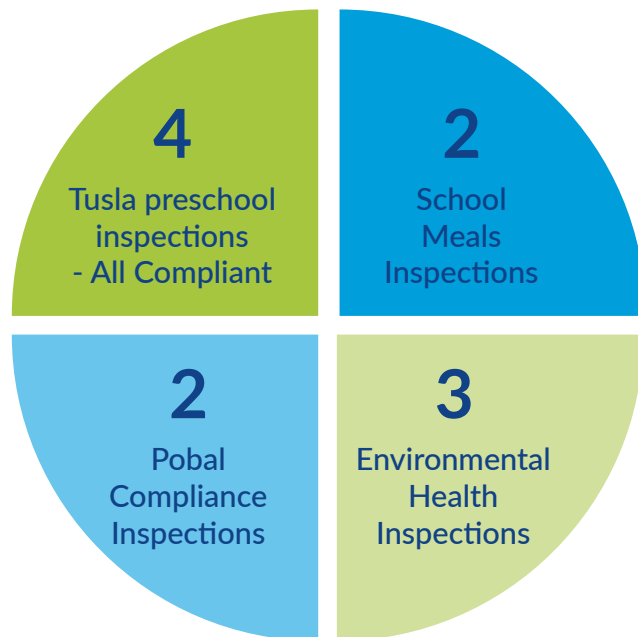 4
Tusla preschool
inspections
- All Compliant
2
School
Meals
Inspections
2
Pobal
Compliance
Inspections
3
Environmental
Health
Inspections